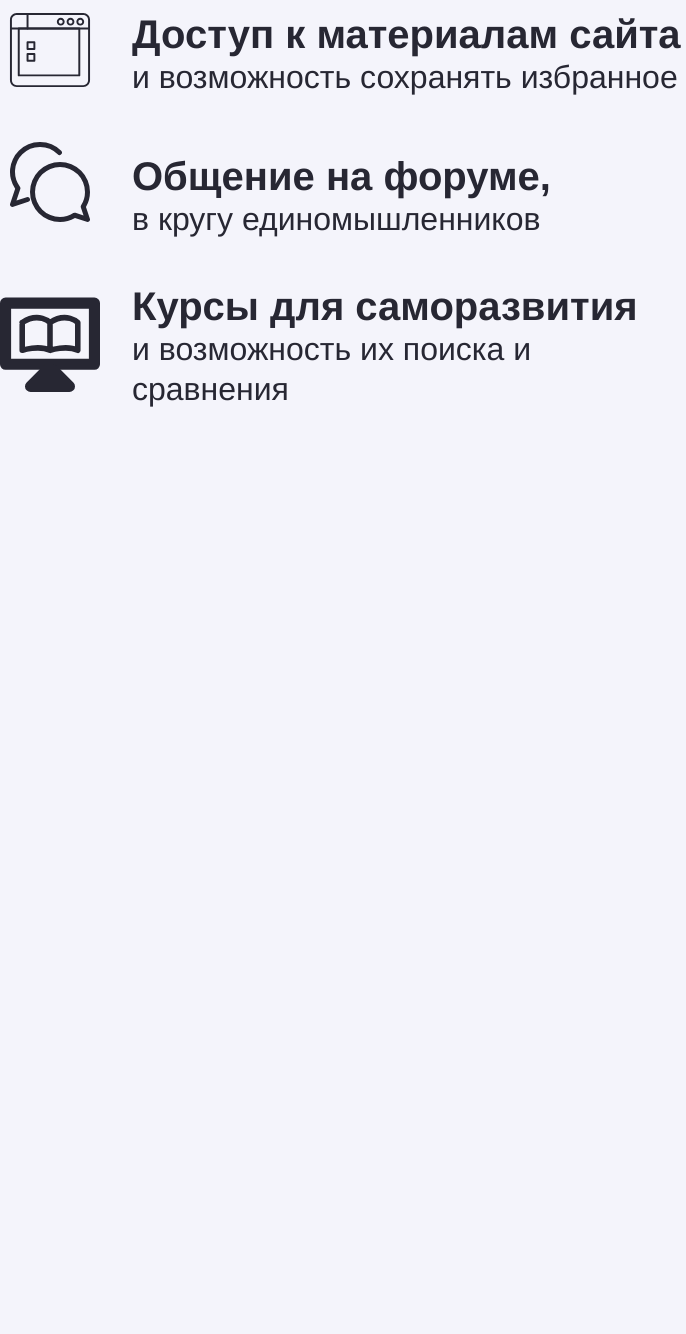 Доступ к материалам сайта
и возможность сохранять избранное
Общение на форуме,
в кругу единомышленников
Курсы для саморазвития
и возможность их поиска и
сравнения